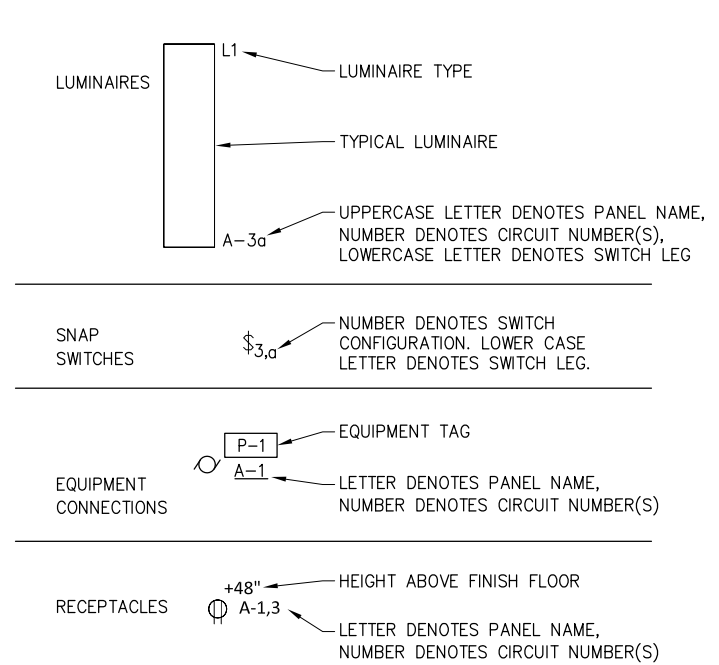 L1
LUMINAIRE TYPE
LUMINAIRES
TYPICAL LUMINAIRE
UPPERCASE LETTER DENOTES PANEL NAME,
A-3a
NUMBER DENOTES CIRCUIT NUMBER(S),
LOWERCASE LETTER DENOTES SWITCH LEG
SNAP
SWITCHES
$3,a
NUMBER DENOTES SWITCH
CONFIGURATION. LOWER CASE
LETTER DENOTES SWITCH LEG.
P-1
EQUIPMENT TAG
A-1
EQUIPMENT
CONNECTIONS
LETTER DENOTES PANEL NAME,
NUMBER DENOTES CIRCUIT NUMBER(S)
+48"
HEIGHT ABOVE FINISH FLOOR
RECEPTACLES
A-1,3
LETTER DENOTES PANEL NAME,
NUMBER DENOTES CIRCUIT NUMBER(S)